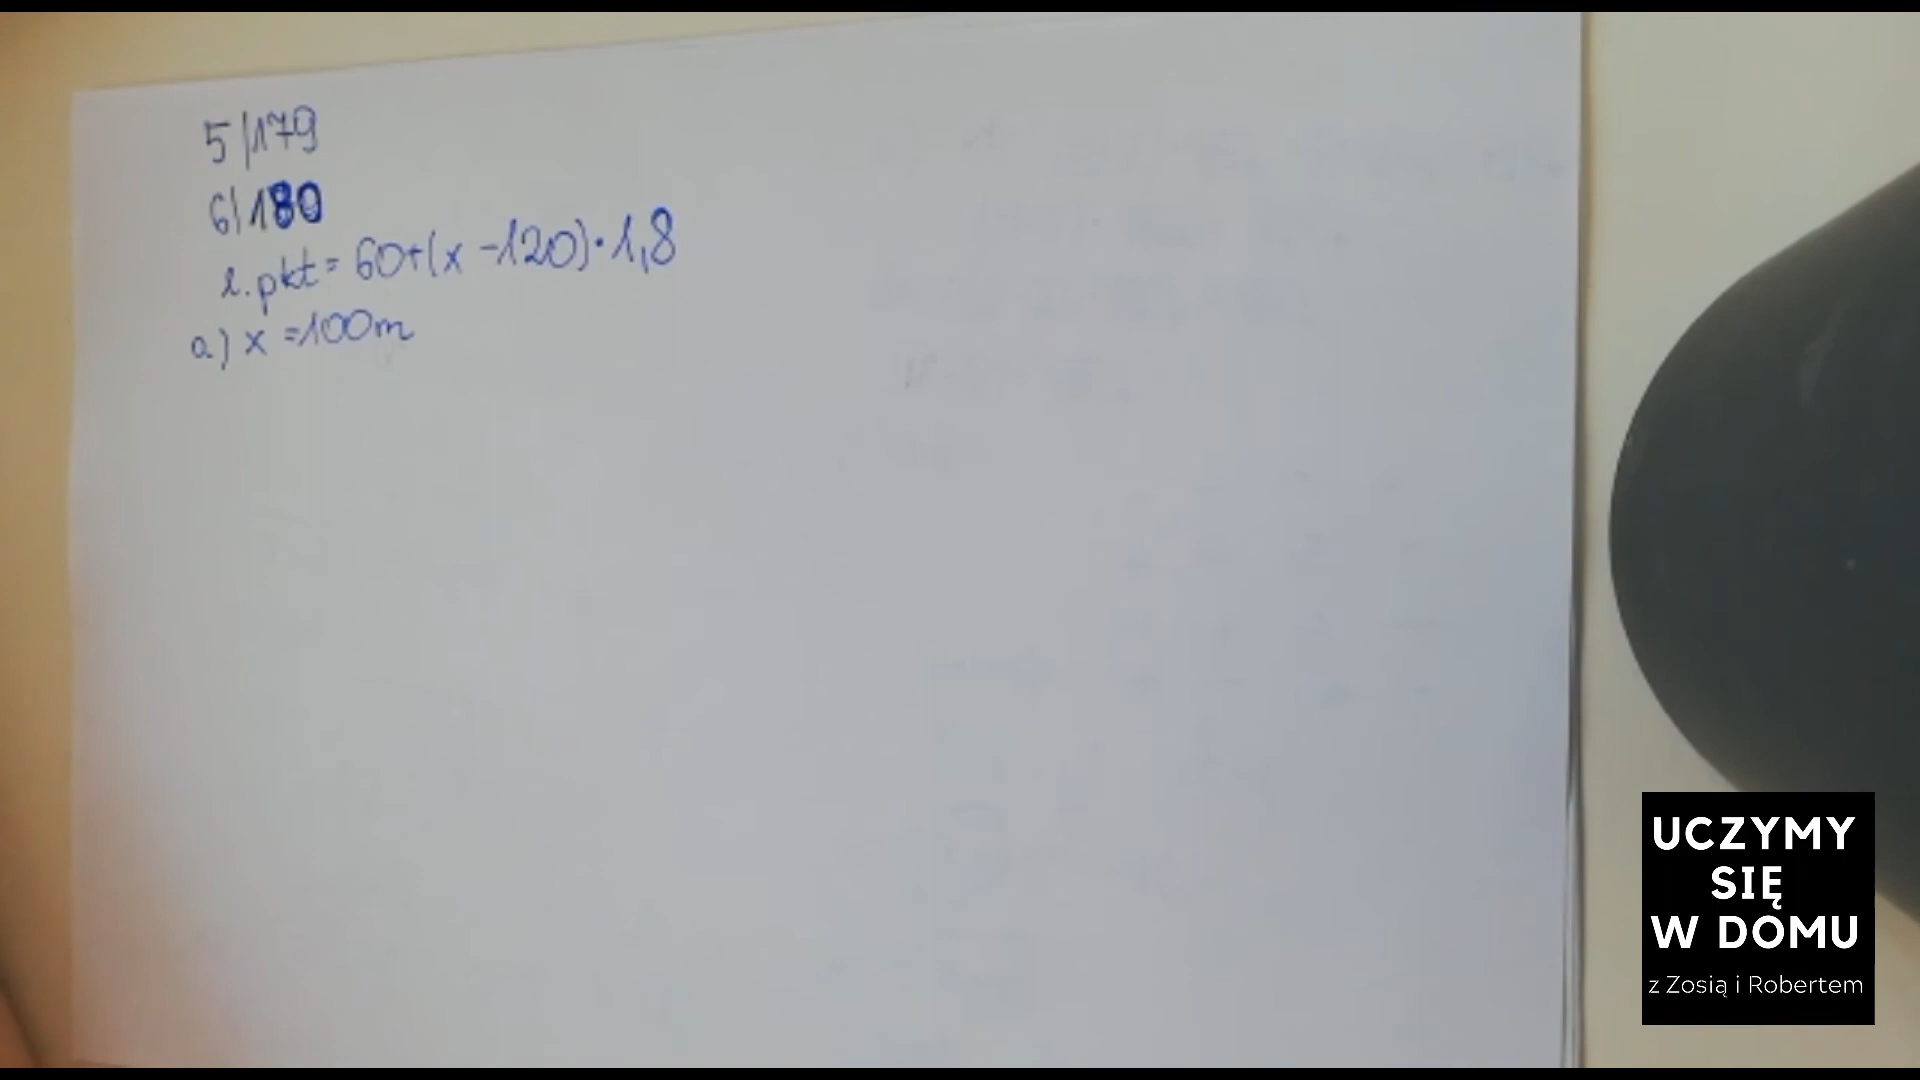 5/179
6/180
l.pkt = 60+(x-120)·1,8
a) x = 100m
UCZYMY
SIĘ
W DOMU
z Zosią i Robertem